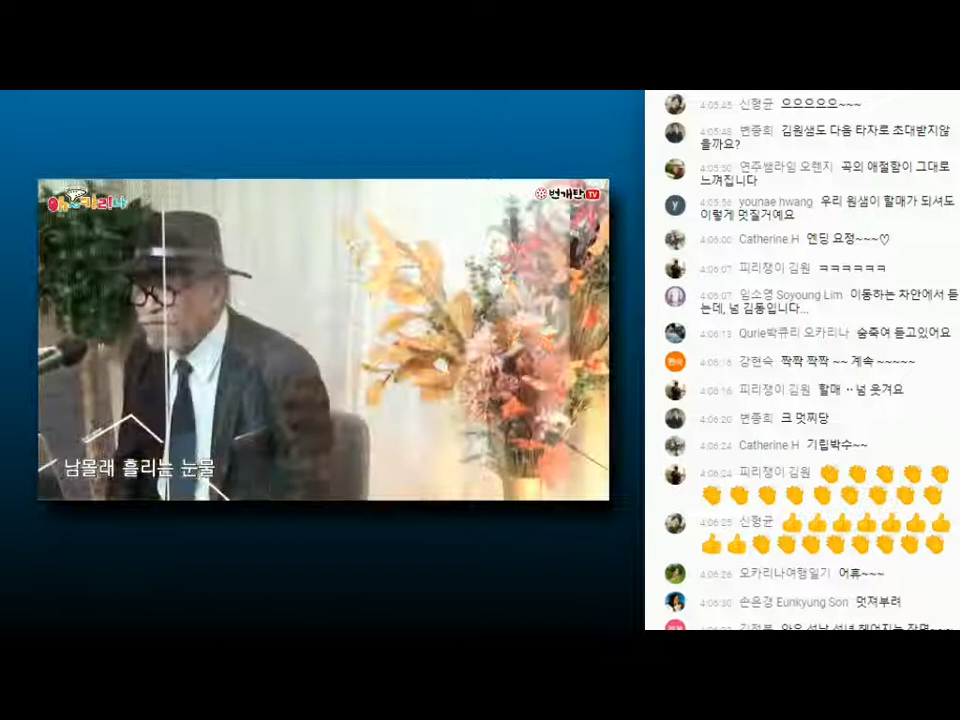 아카리나
번개탄 TV
남몰래 흘리는 눈물
4:05:45 신형균 으으으으으~~~
4:05:48 변종희 김원샘도 다음 타자로 초대받지않
을까요?
4:05:50 연주쌤라임 오렌지 곡의 애절함이 그대로
느껴집니다
Y
4:05:56 younae hwang 우리 원샘이 할매가 되셔도
이렇게 멋질거예요
4:06:00 Catherine H 엔딩 요정~~~♡
4:06:07 피리쟁이 김원 ㅋㅋㅋㅋㅋㅋ
4:06:07 임소영 Soyoung Lim 이동하는 차안에서 듣
는데, 넘 감동입니다...
4:06:13 Qurie박큐리 오카리나 숨죽여 듣고있어요
현숙
4:06:16 강현숙 짝짝 짝짝 ~~ 계속 ~~~~~
4:06:16 피리쟁이 김원 할매 ··넘 웃겨요
4:06:20 변종희 크 멋찌당
4:06:24 Catherine H 기립박수~~
4:06:24 피리쟁이 김원 👏👏👏👏👏
👏👏👏👏👏👏👏👏👏
4:06:25 신형균 👍👍👍👍👍👍👍
👍👍👏👏👏👏👏👏👏👏
4:06:26 오카리나여행일기 어휴~~~
4:06:30 손은경 Eunkyung Son 멋져부려